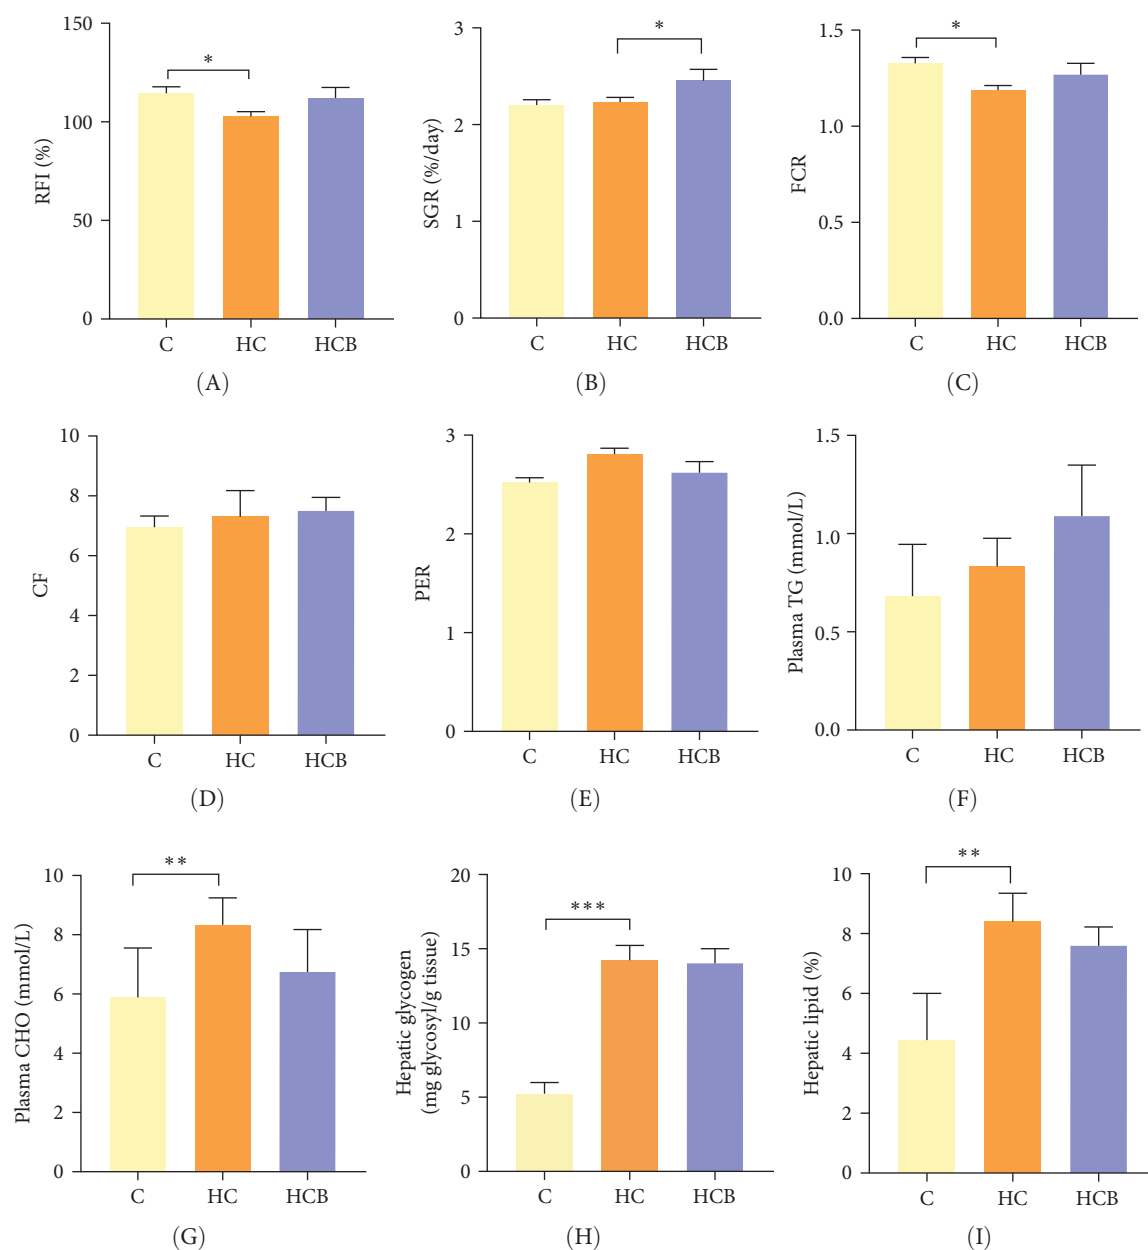 150
100
50
0
RFI (%)
*
C HC HCB
(A)
3
2
1
0
SGR (%/day)
*
C HC HCB
(B)
1.5
1.0
0.5
0.0
FCR
*
C HC HCB
(C)
10
8
6
4
2
0
CF
C HC HCB
(D)
3
2
1
0
PER
C HC HCB
(E)
1.5
1.0
0.5
0.0
Plasma TG (mmol/L)
C HC HCB
(F)
10
8
6
4
2
0
Plasma CHO (mmol/L)
**
C HC HCB
(G)
20
15
10
5
0
Hepatic glycogen
(mg glycosyl/g tissue)
***
C HC HCB
(H)
10
8
6
4
2
0
Hepatic lipid (%)
**
C HC HCB
(I)